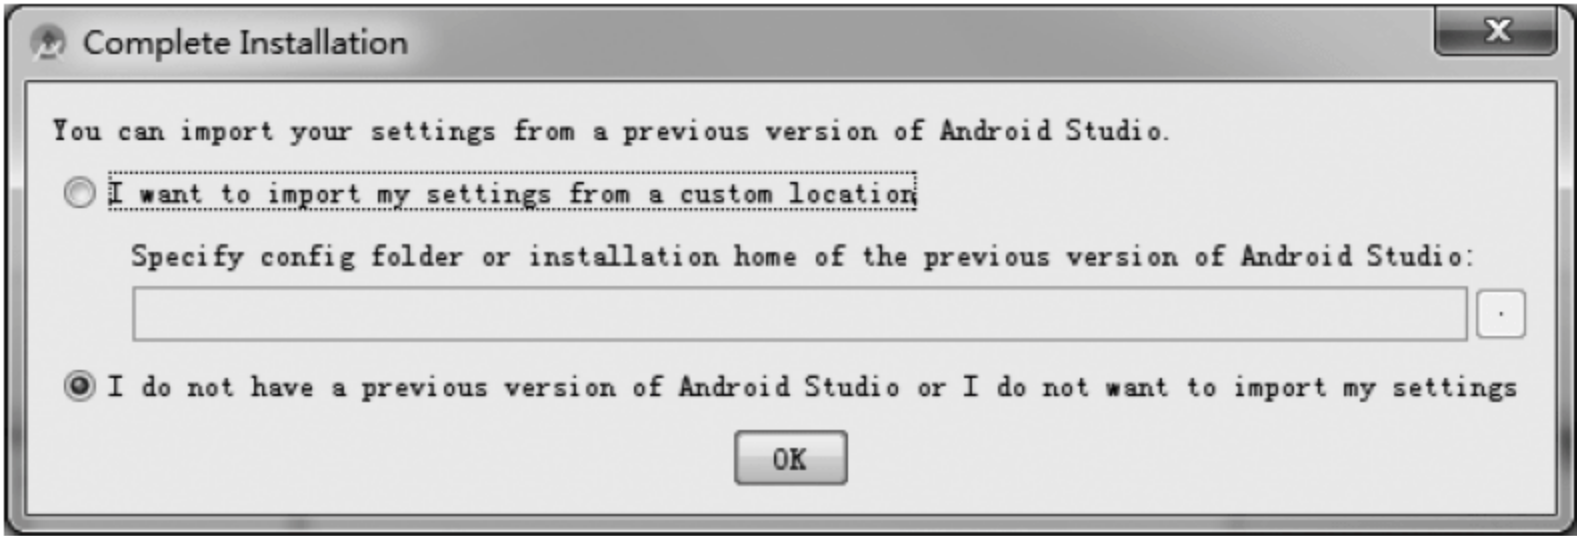 Complete Installation
X
You can import your settings from a previous version of Android Studio.
I want to import my settings from a custom location
Specify config folder or installation home of the previous version of Android Studio:
.
I do not have a previous version of Android Studio or I do not want to import my settings
OK